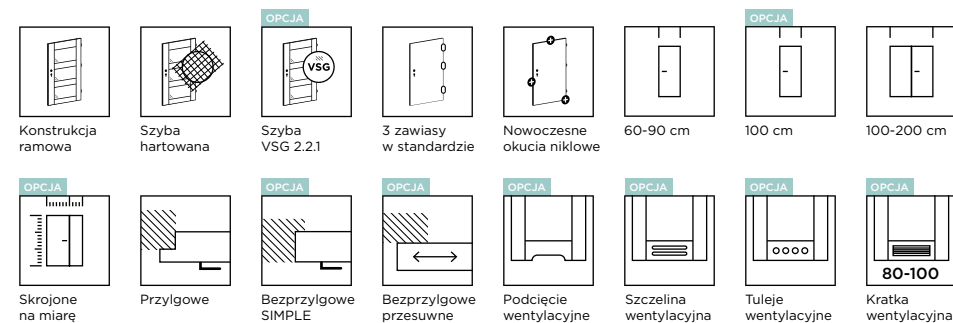 OPCJA
OPCJA
VSG
Konstrukcja
ramowa
Szyba
hartowana
Szyba
VSG 2.2.1
3 zawiasy
w standardzie
Nowoczesne
okucia niklowe
60-90 cm
100 cm
100-200 cm
OPCJA
OPCJA
OPCJA
OPCJA
OPCJA
OPCJA
OPCJA
80-100
Skrojone
na miarę
Przylgowe
Bezprzylgowe
SIMPLE
Bezprzylgowe
przesuwne
Podcięcie
wentylacyjne
Szczelina
wentylacyjna
Tuleje
wentylacyjne
Kratka
wentylacyjna